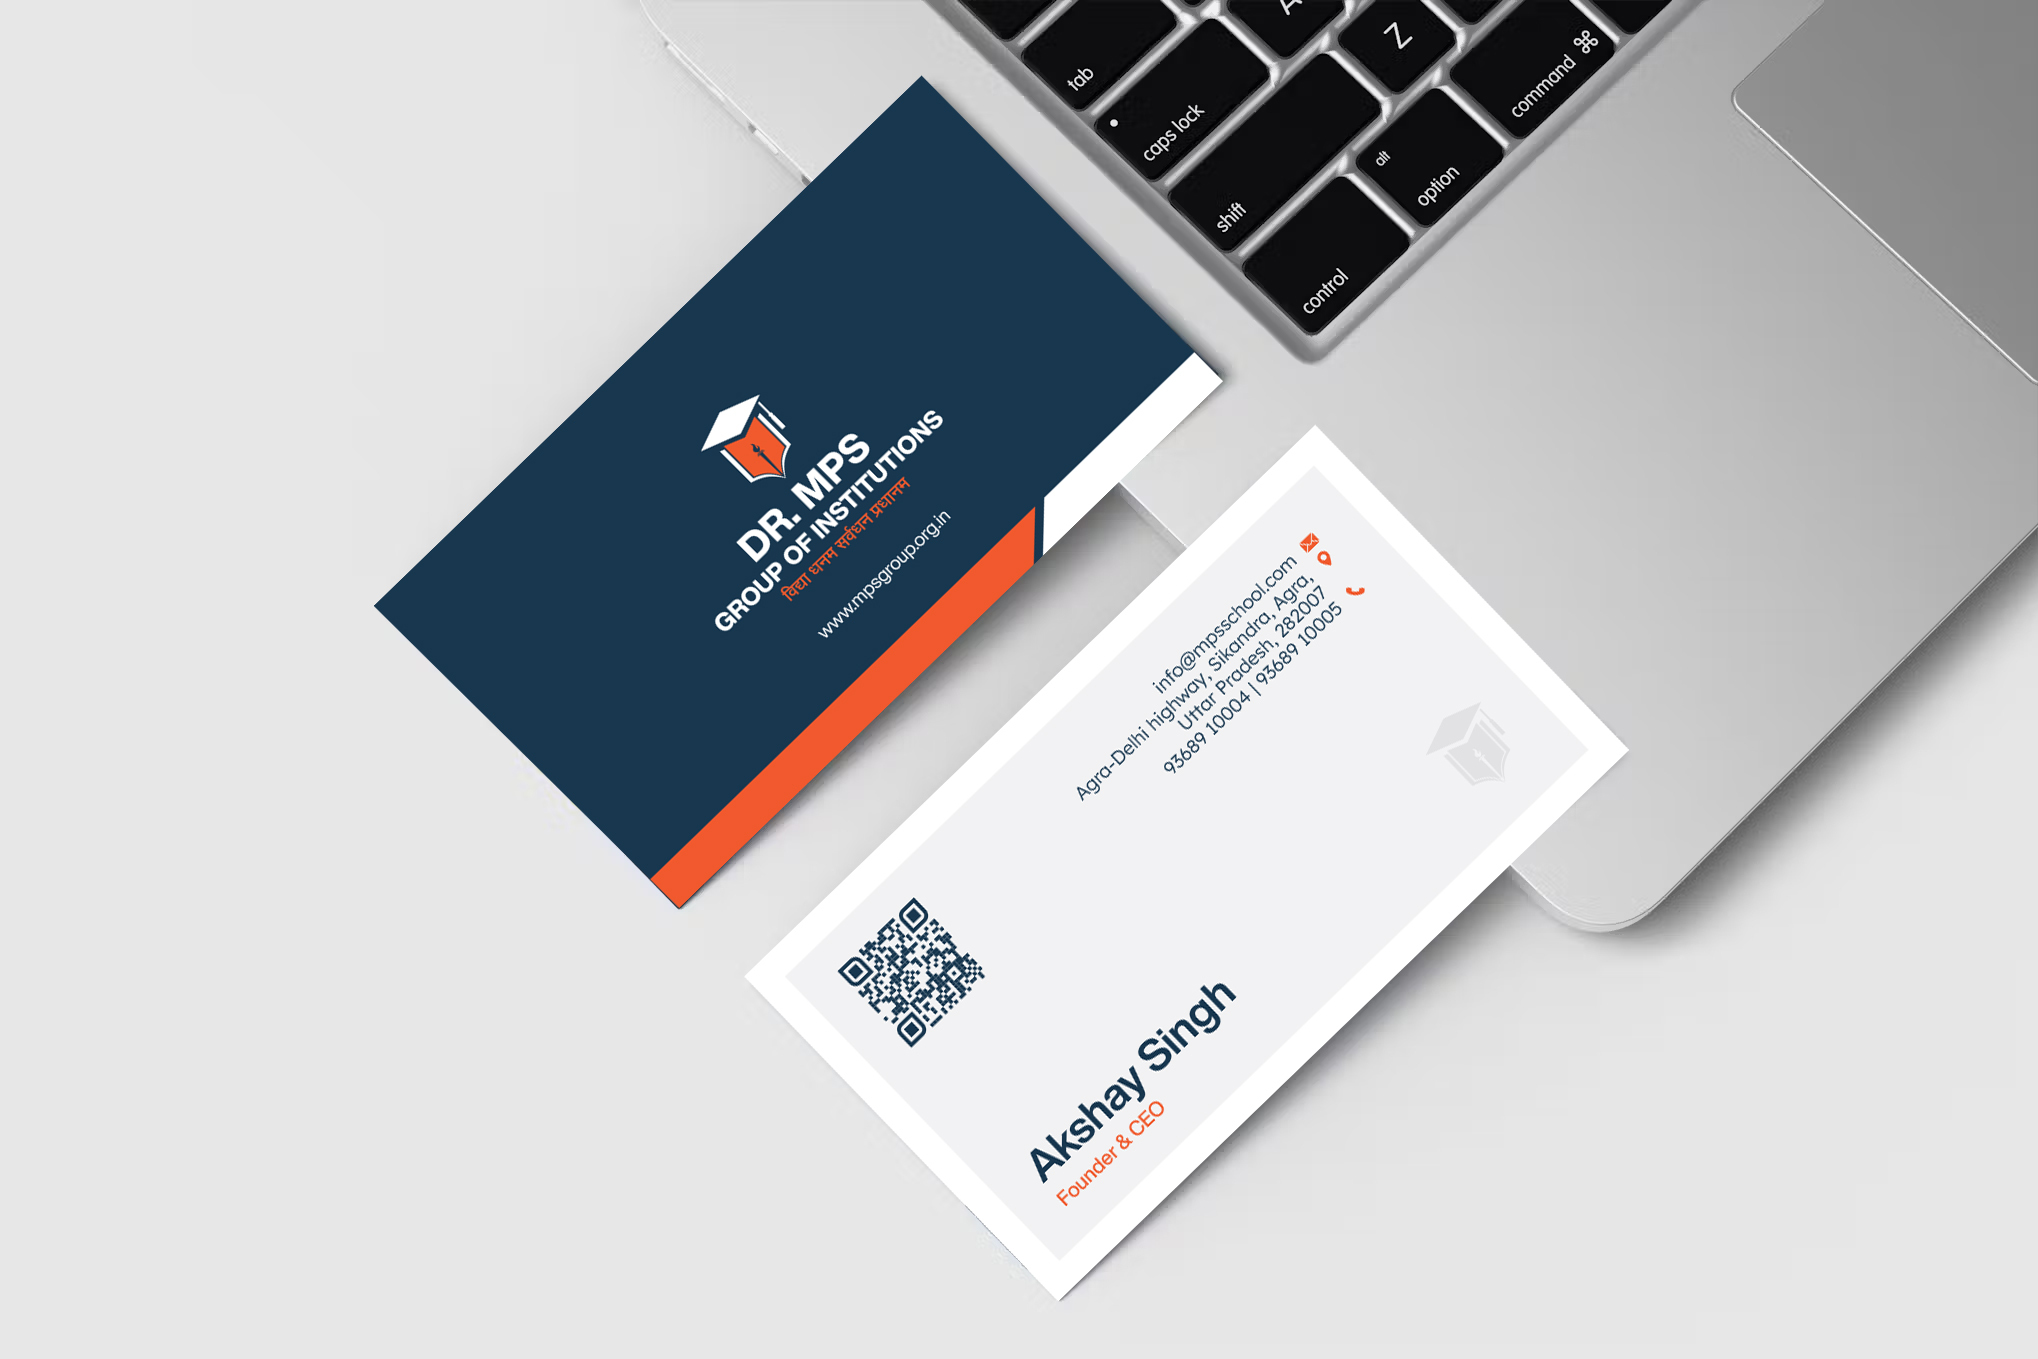 tab
caps lock
shift
control
A
Z
alt
option
command ⌘
DR. MPS
GROUP OF INSTITUTIONS
विद्या धनम सर्वधन प्रधानम
www.mpsgroup.org.in
info@mpsschool.com
Agra-Delhi highway, Sikandra, Agra,
Uttar Pradesh, 282007
93689 10004 | 93689 10005
Akshay Singh
Founder & CEO